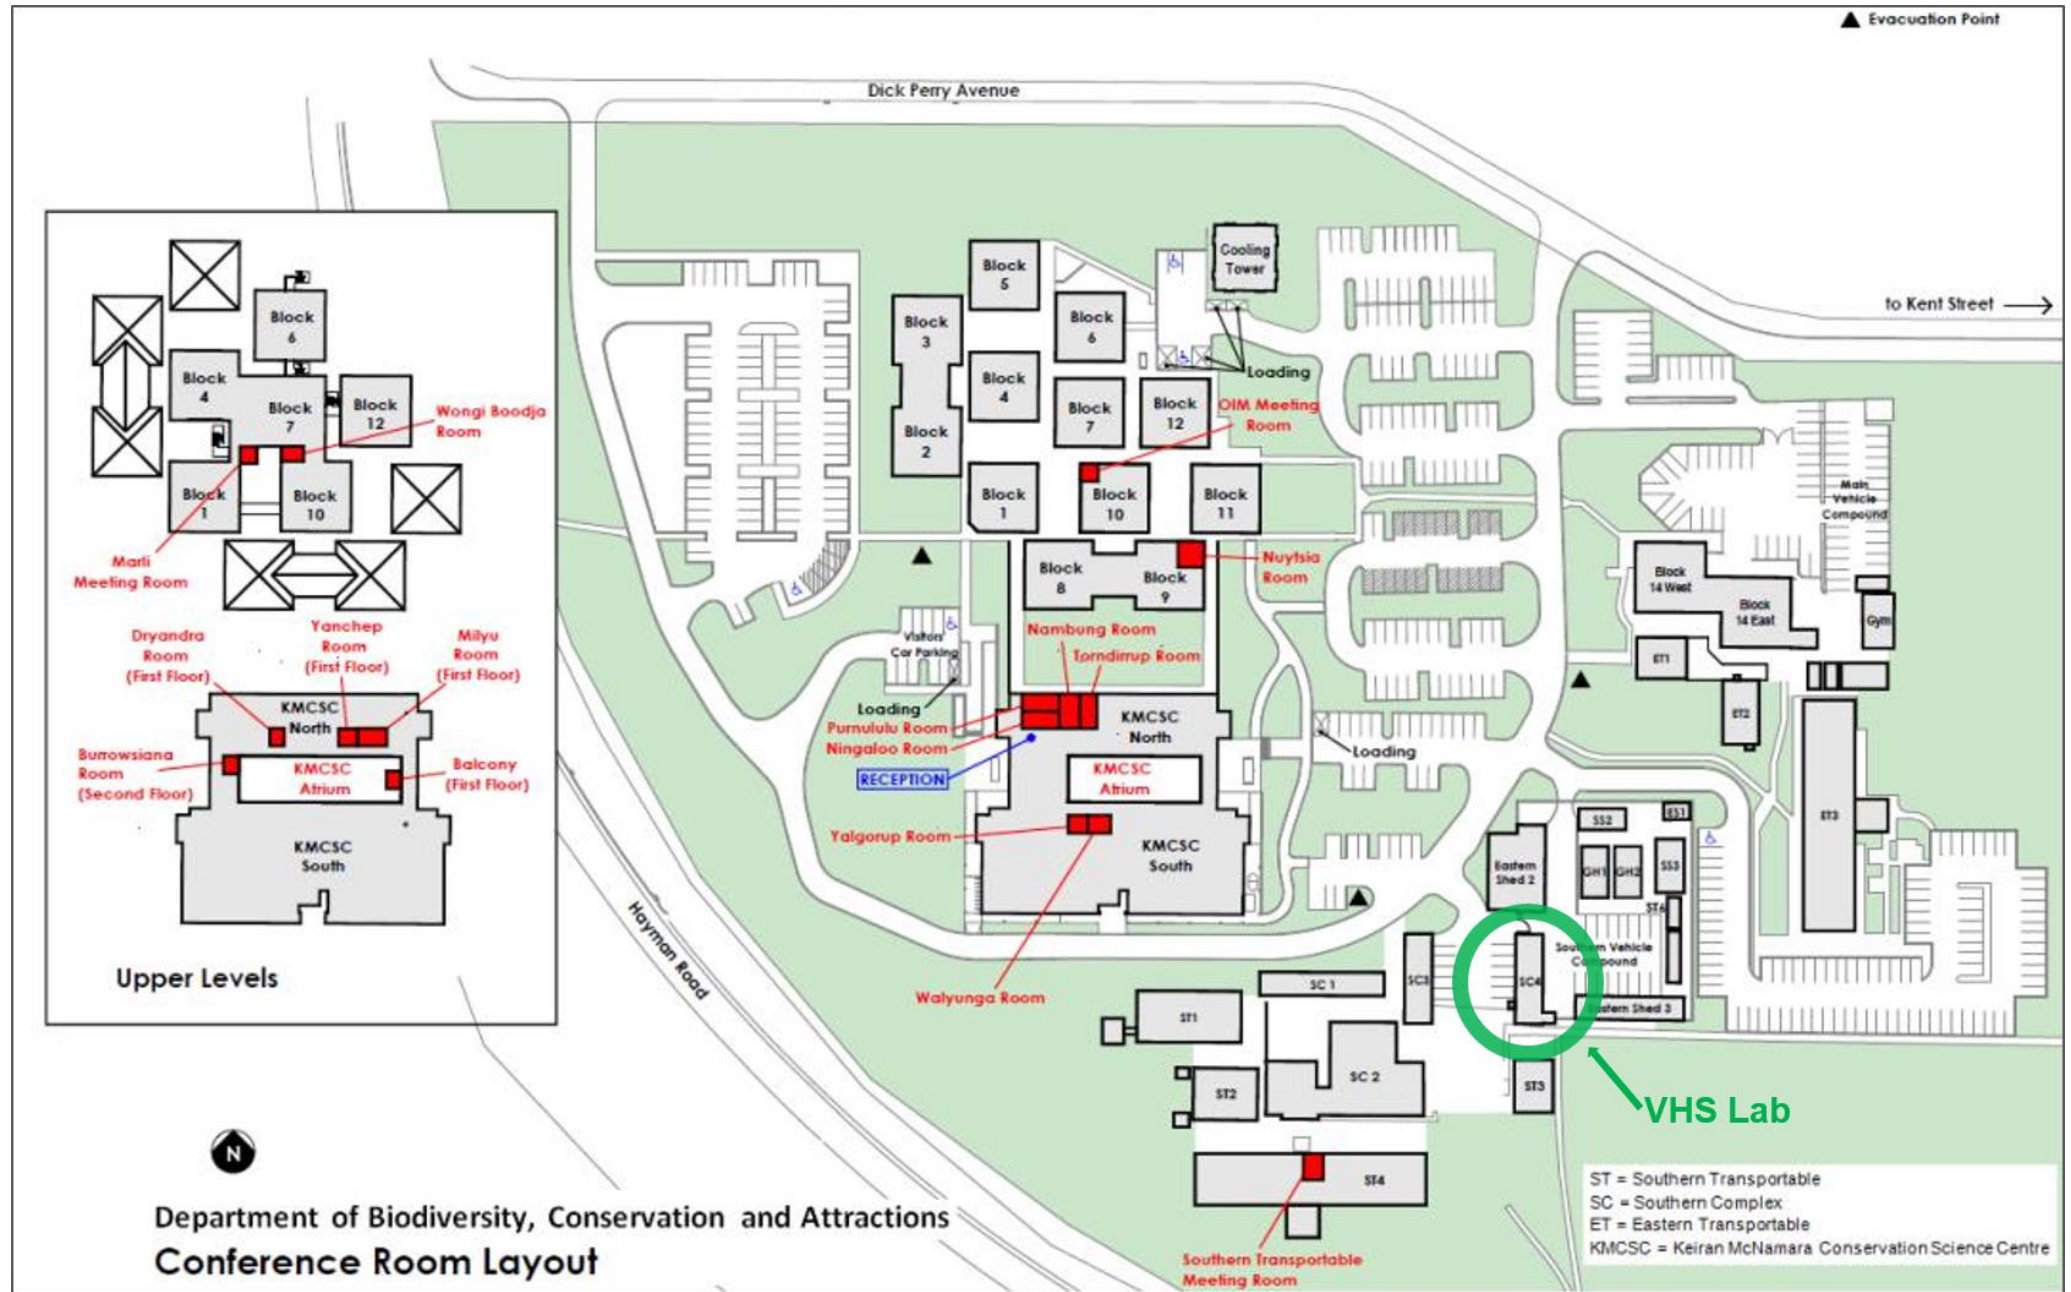 Evacuation Point
Dick Perry Avenue
to Kent Street
Block
6
Block
4
Block
7
Block
12
Wongi Boodja
Room
Block
1
Block
10
Marli
Meeting Room
Dryandra
Room
(First Floor)
Yanchep
Room
(First Floor)
Milyu
Room
(First Floor)
KMCSC
North
Burrowsiana
Room
(Second Floor)
KMCSC
Atrium
Balcony
(First Floor)
KMCSC
South
Upper Levels
Block
5
Cooling
Tower
Block
3
Block
6
Block
4
Loading
Block
7
Block
12
OIM Meeting
Room
Block
2
Block
1
Block
10
Block
11
Main
Vehicle
Compound
Block
8
Block
9
Nuytsia
Room
Block
14 West
Block
14 East
Gym
Nambung Room
Torndirrup Room
Visitors'
Car Parking
ET1
ET2
Loading
Purnululu Room
Ningaloo Room
KMCSC
North
RECEPTION
KMCSC
Atrium
Loading
Yalgorup Room
KMCSC
South
ET3
SS2
ES1
Eastern
Shed 2
GH1
GH2
SS3
ST6
Southern Vehicle
Compound
Hayman Road
Walyunga Room
SC 1
SC3
SC4
Eastern Shed 3
ST1
SC 2
ST2
ST3
VHS Lab
ST4
Southern Transportable
Meeting Room
N
Department of Biodiversity, Conservation and Attractions
Conference Room Layout
ST = Southern Transportable
SC = Southern Complex
ET = Eastern Transportable
KMCSC = Keiran McNamara Conservation Science Centre